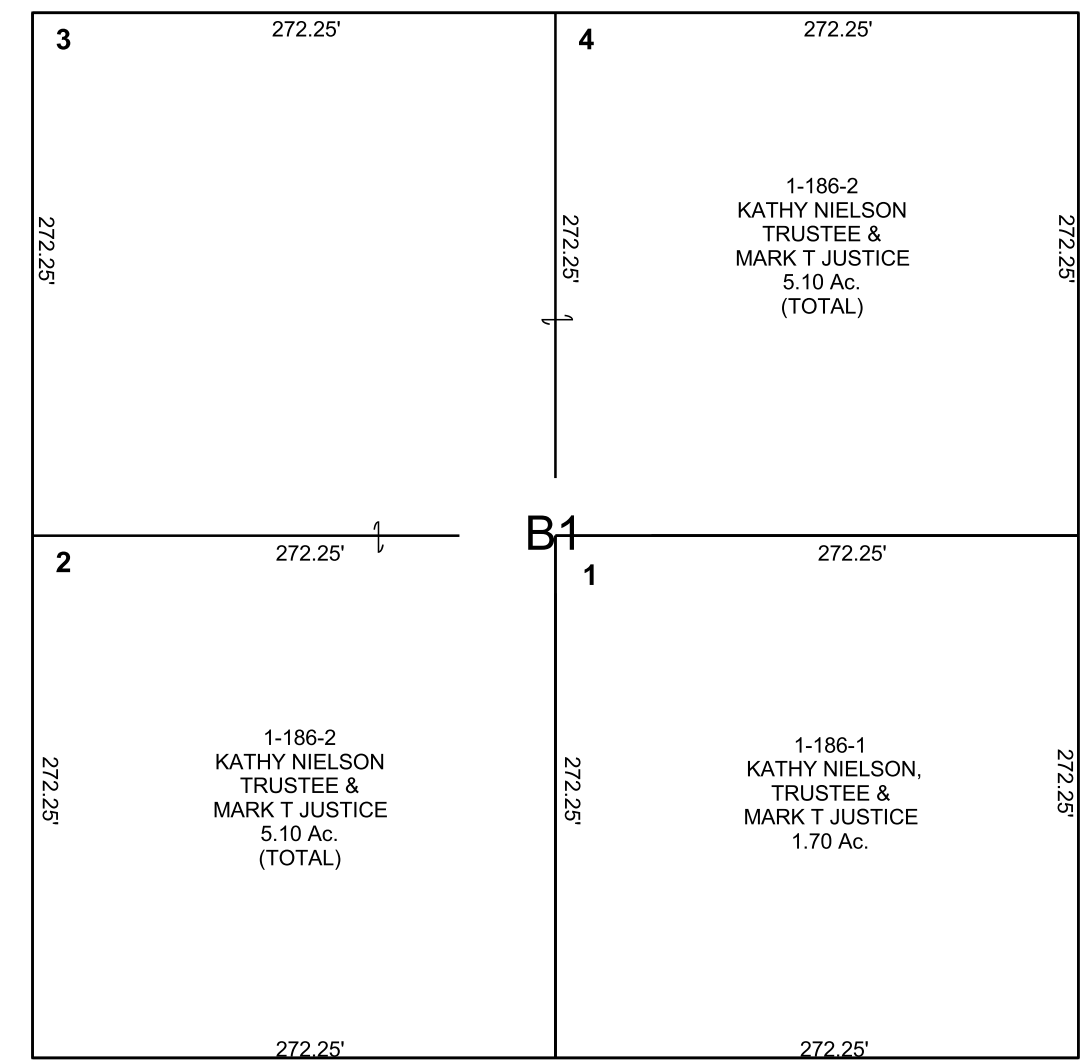 272.25'
272.25'
3
4
1-186-2
KATHY NIELSON
TRUSTEE &
MARK T JUSTICE
5.10 Ac.
(TOTAL)
272.25'
272.25'
272.25'
B1
272.25'
272.25'
2
1
1-186-2
KATHY NIELSON
TRUSTEE &
MARK T JUSTICE
5.10 Ac.
(TOTAL)
1-186-1
KATHY NIELSON,
TRUSTEE &
MARK T JUSTICE
1.70 Ac.
272.25'
272.25'
272.25'
272.25'
272.25'